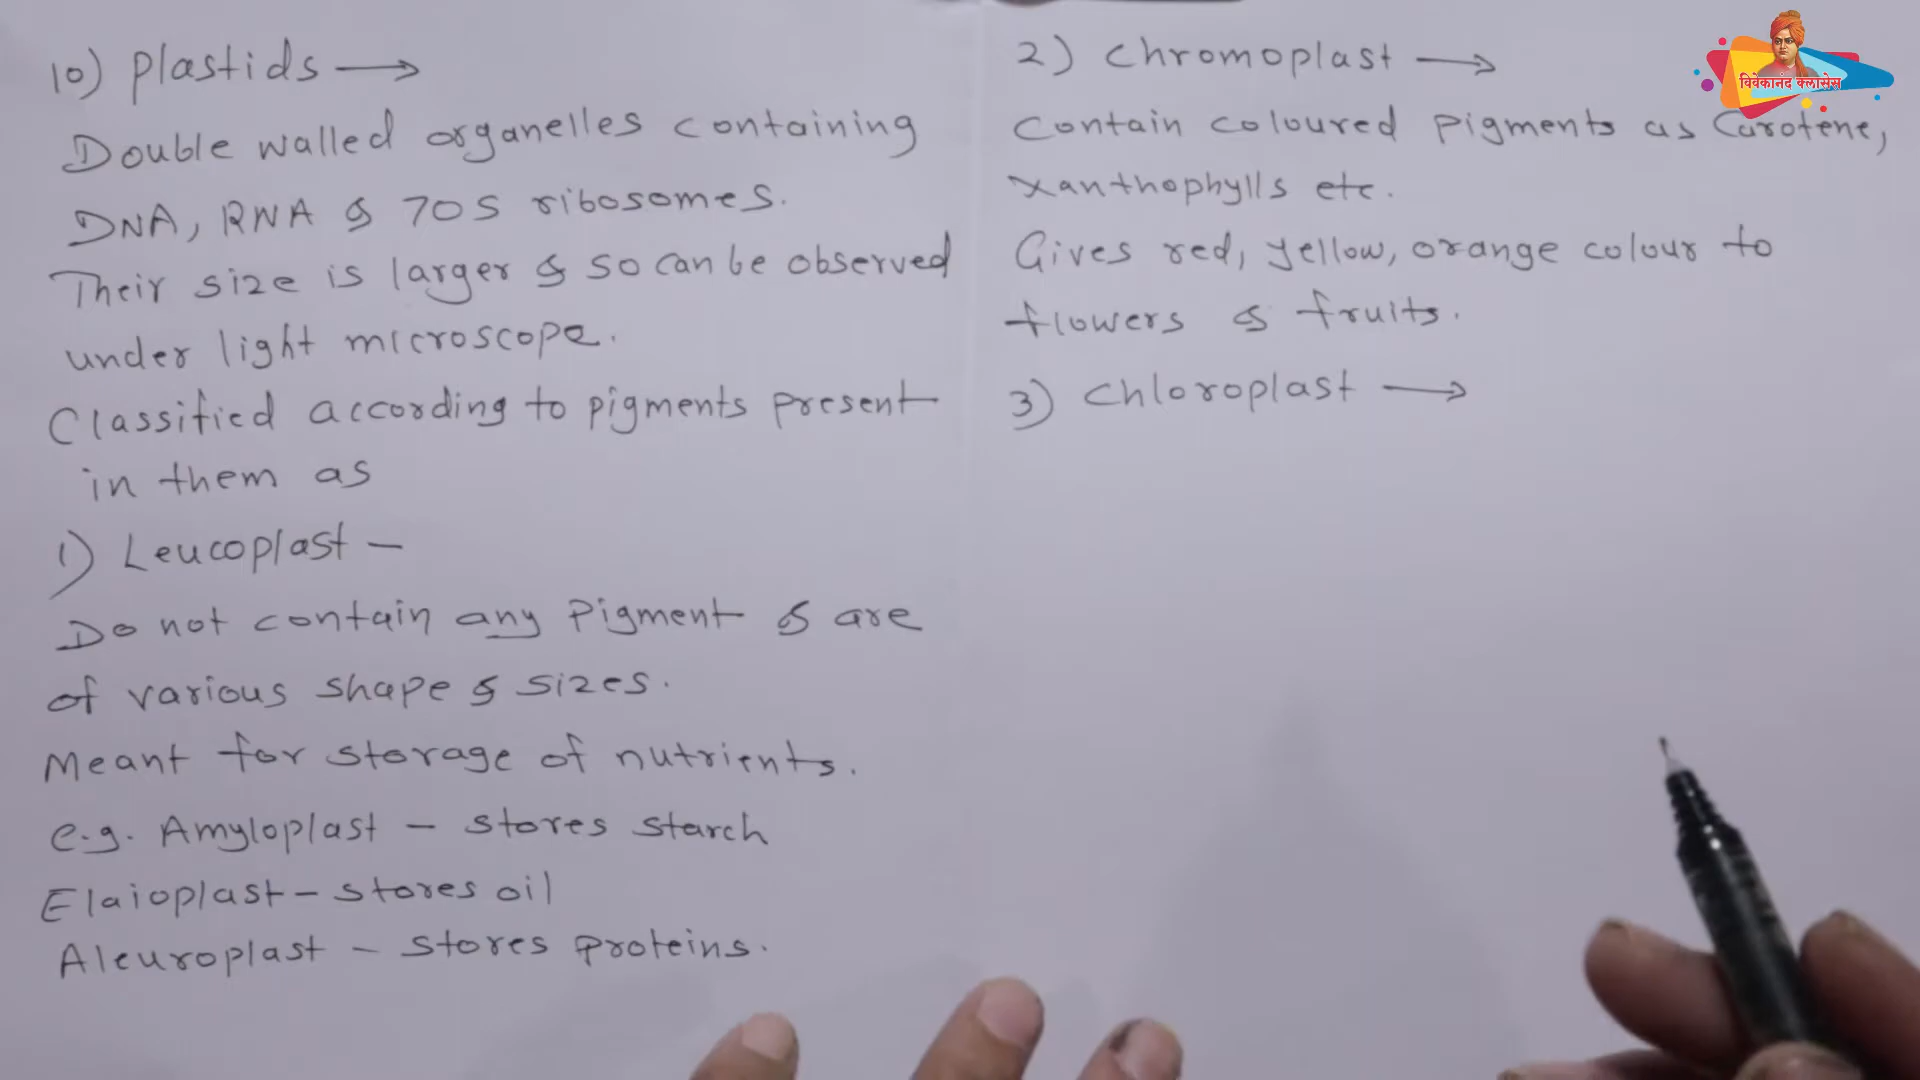 10) Plastids →
Double walled organelles containing
DNA, RNA & 70S ribosomes.
Their size is larger & so can be observed
under light microscope.
Classified according to pigments present
in them as
1) Leucoplast –
Do not contain any Pigment & are
of various shape & sizes.
Meant for storage of nutrients.
e.g. Amyloplast – stores starch
Elaioplast – stores oil
Aleuroplast – stores proteins.
2) Chromoplast →
Contain coloured pigments as Carotene,
Xanthophylls etc.
Gives red, yellow, orange colour to
flowers & fruits.
3) Chloroplast →
विवेकानंद क्लासेस